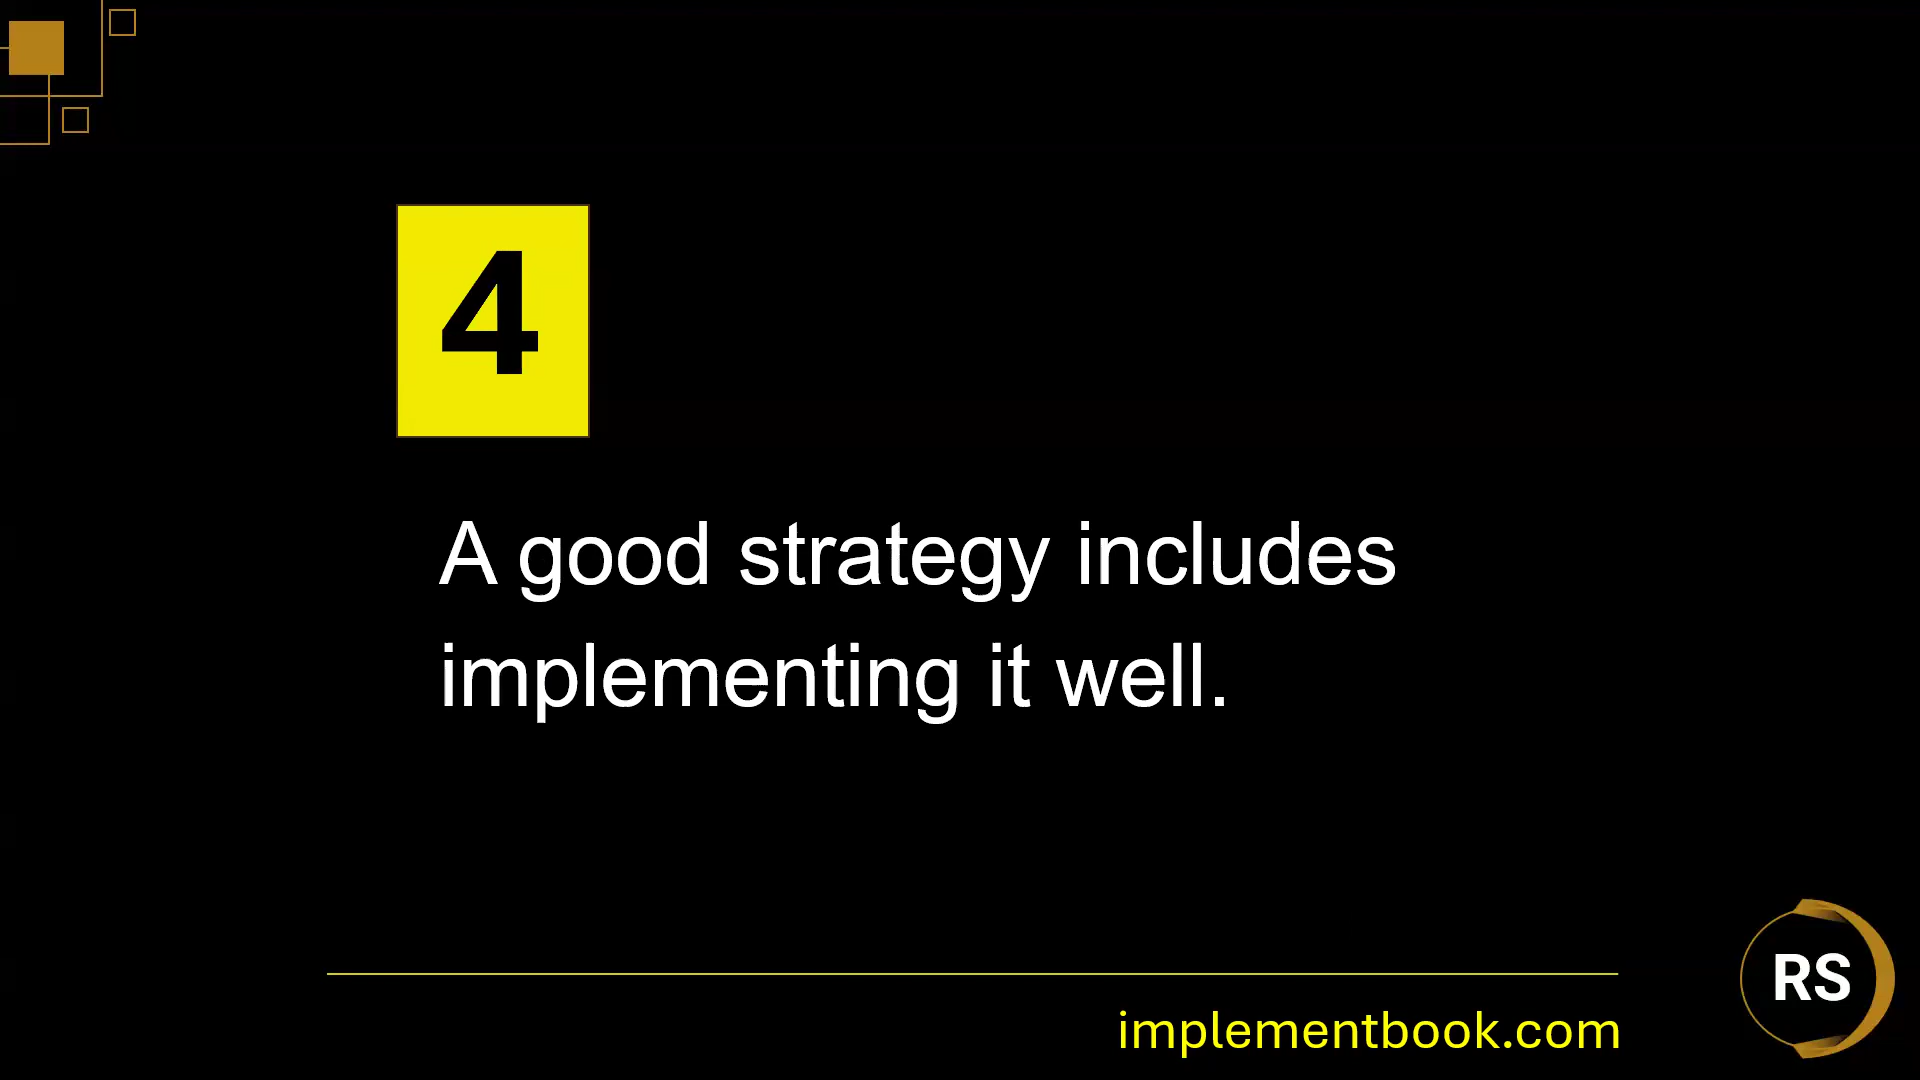 4
A good strategy includes
implementing it well.
implementbook.com
RS